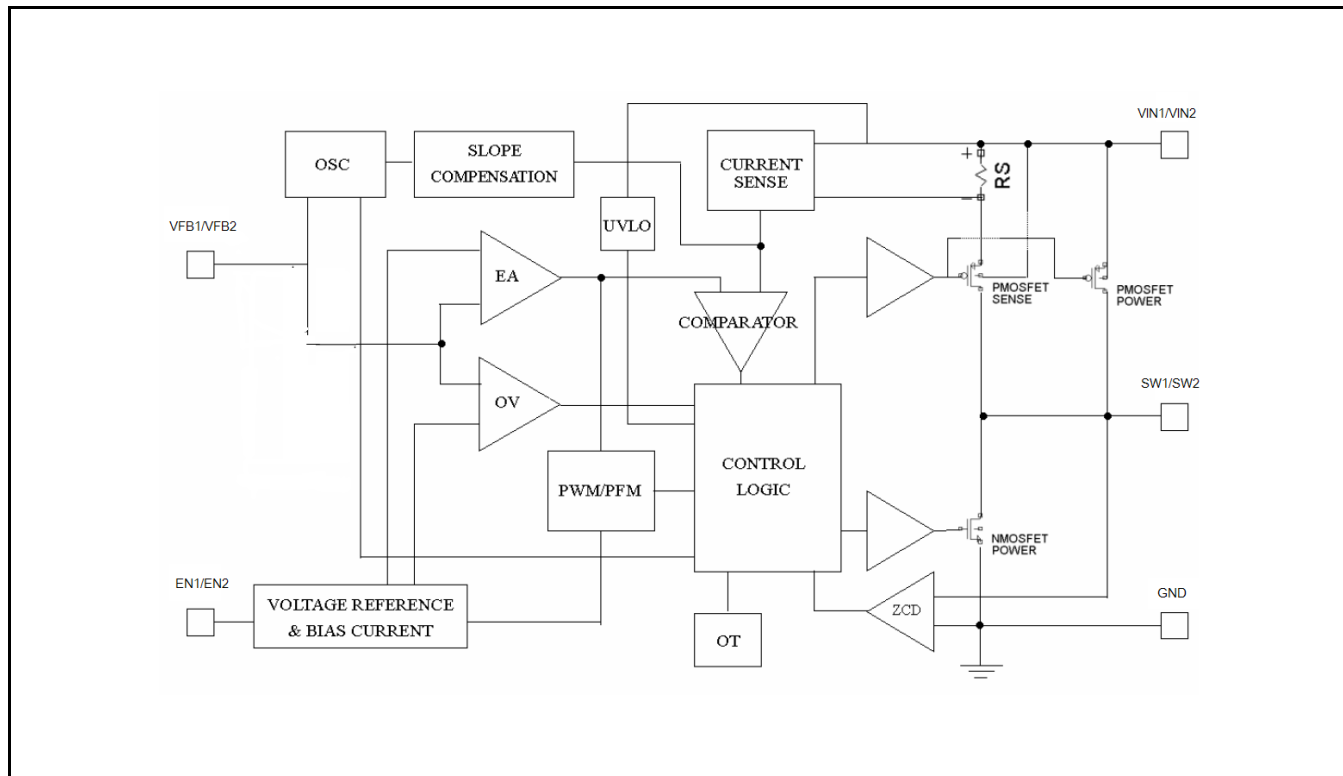 VIN1/VIN2
OSC
SLOPE
COMPENSATION
CURRENT
SENSE
+
−
RS
VFB1/VFB2
UVLO
EA
PMOSFET
SENSE
PMOSFET
POWER
COMPARATOR
SW1/SW2
OV
CONTROL
LOGIC
PWM/PFM
NMOSFET
POWER
EN1/EN2
VOLTAGE REFERENCE
& BIAS CURRENT
ZCD
GND
OT